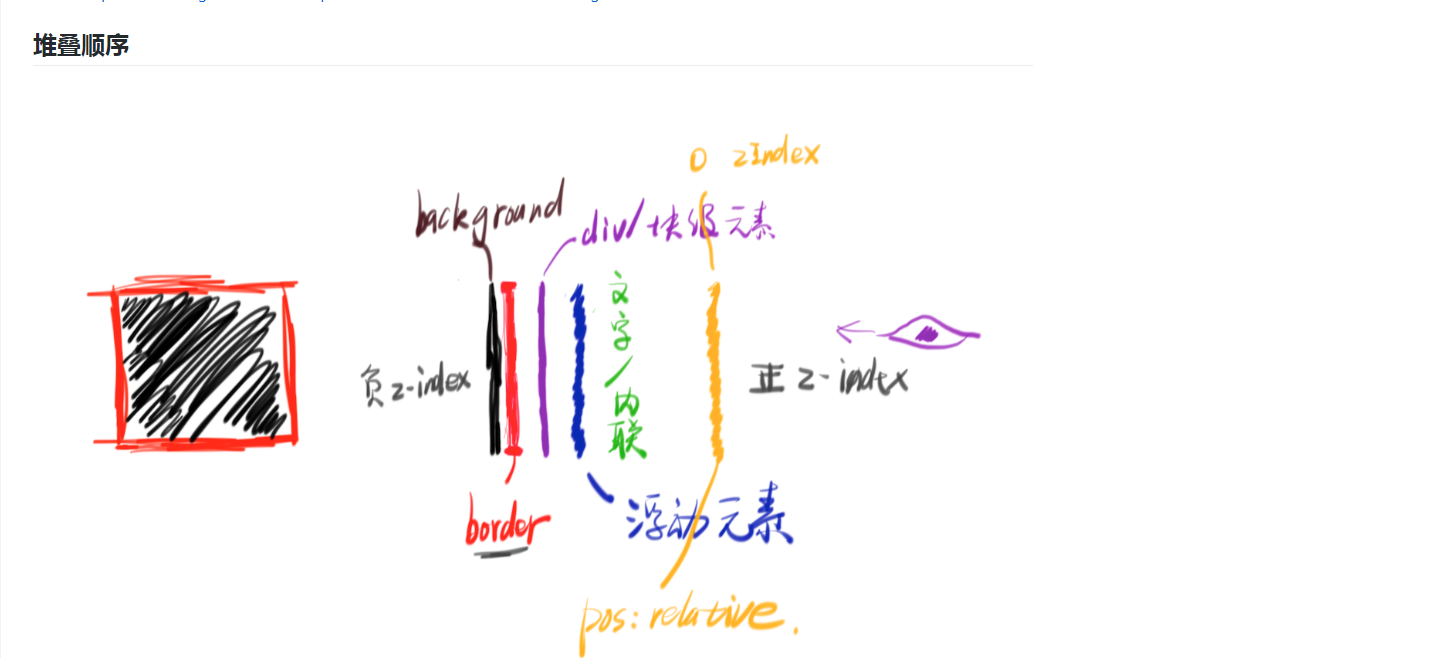 堆叠顺序
0 zIndex
background
div/块级元素
文字/内联
负z-index
正 z-index
border
浮动元素
pos:relative.